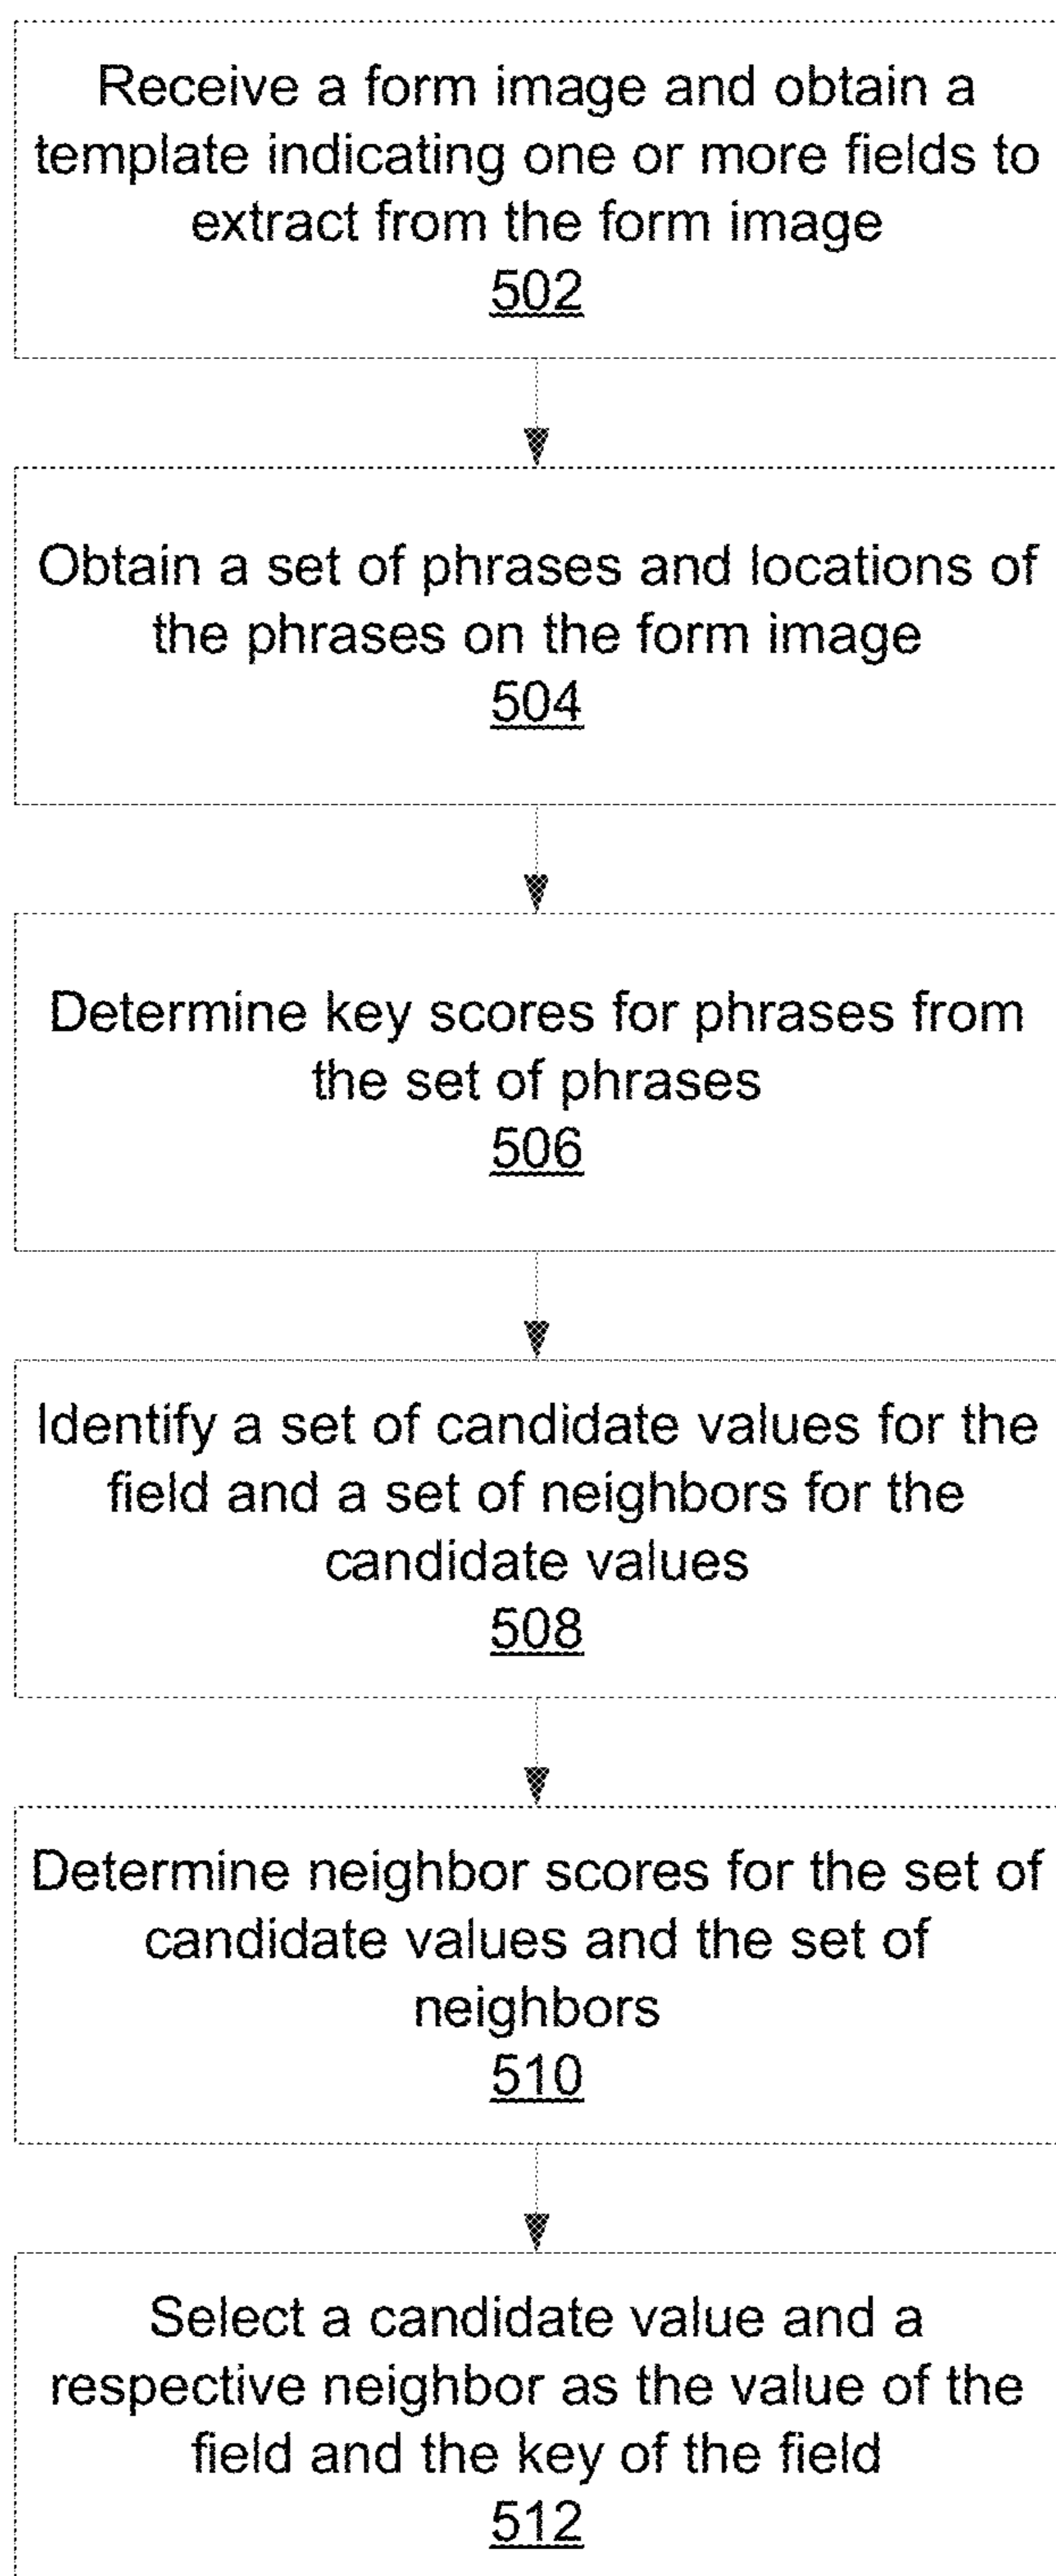 Receive a form image and obtain a
template indicating one or more fields to
extract from the form image
502
Obtain a set of phrases and locations of
the phrases on the form image
504
Determine key scores for phrases from
the set of phrases
506
Identify a set of candidate values for the
field and a set of neighbors for the
candidate values
508
Determine neighbor scores for the set of
candidate values and the set of
neighbors
510
Select a candidate value and a
respective neighbor as the value of the
field and the key of the field
512